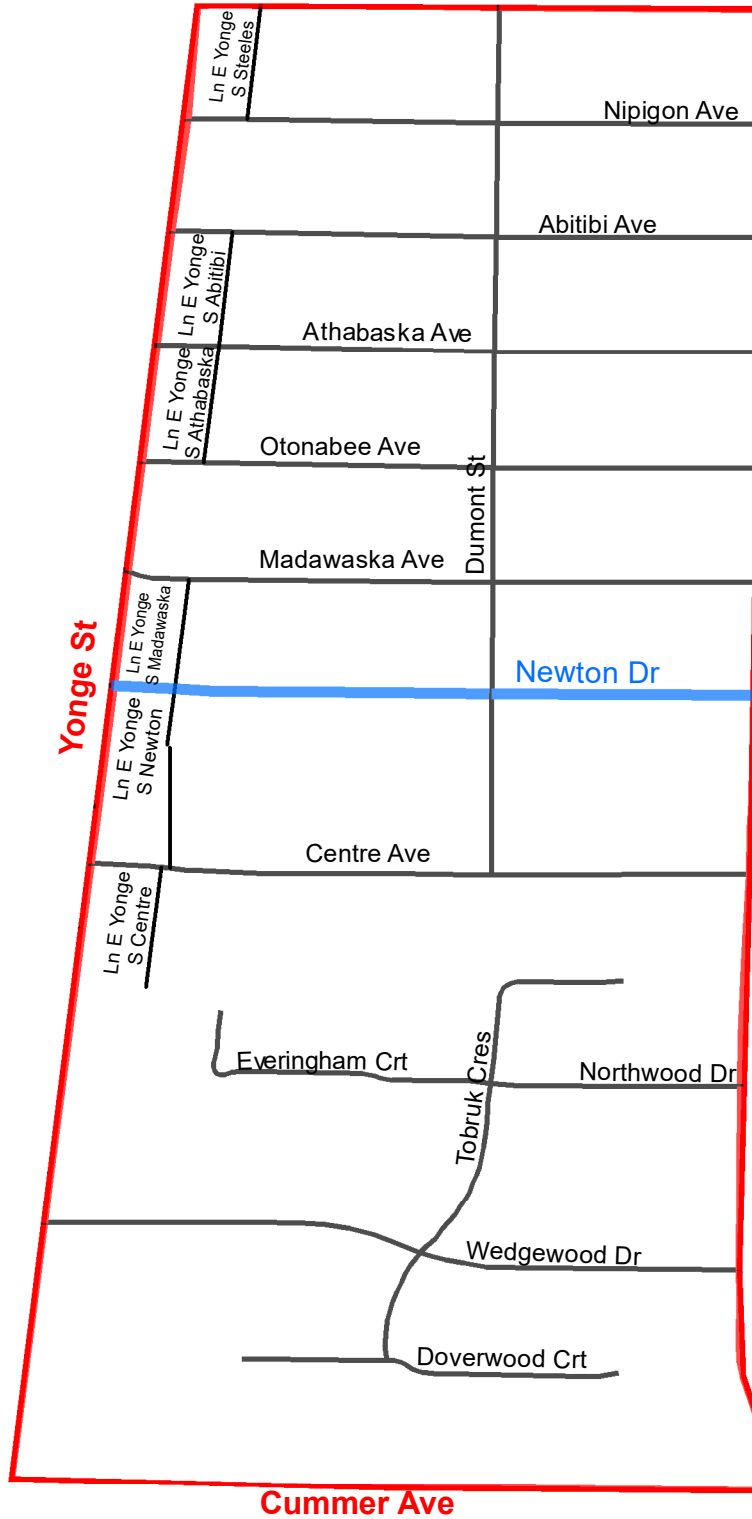 Ln E Yonge
S Steeles
Nipigon Ave
Abitibi Ave
Ln E Yonge
S Abitibi
Athabaska Ave
Ln E Yonge
S Athabaska
Otonabee Ave
Dumont St
Madawaska Ave
Ln E Yonge
S Madawaska
Yonge St
Newton Dr
Ln E Yonge
S Newton
Centre Ave
Ln E Yonge
S Centre
Everingham Crt
Tobruk Cres
Northwood Dr
Wedgewood Dr
Doverwood Crt
Cummer Ave